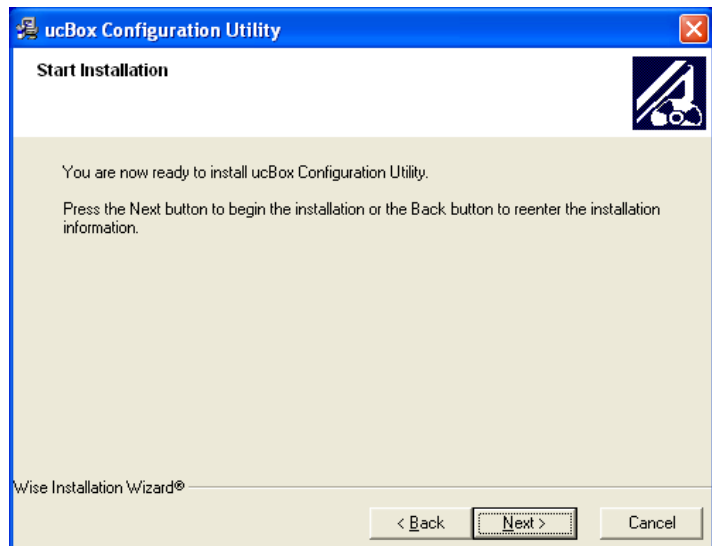 ucBox Configuration Utility
Start Installation
You are now ready to install ucBox Configuration Utility.
Press the Next button to begin the installation or the Back button to reenter the installation
information.
Wise Installation Wizard®
< Back
Next >
Cancel